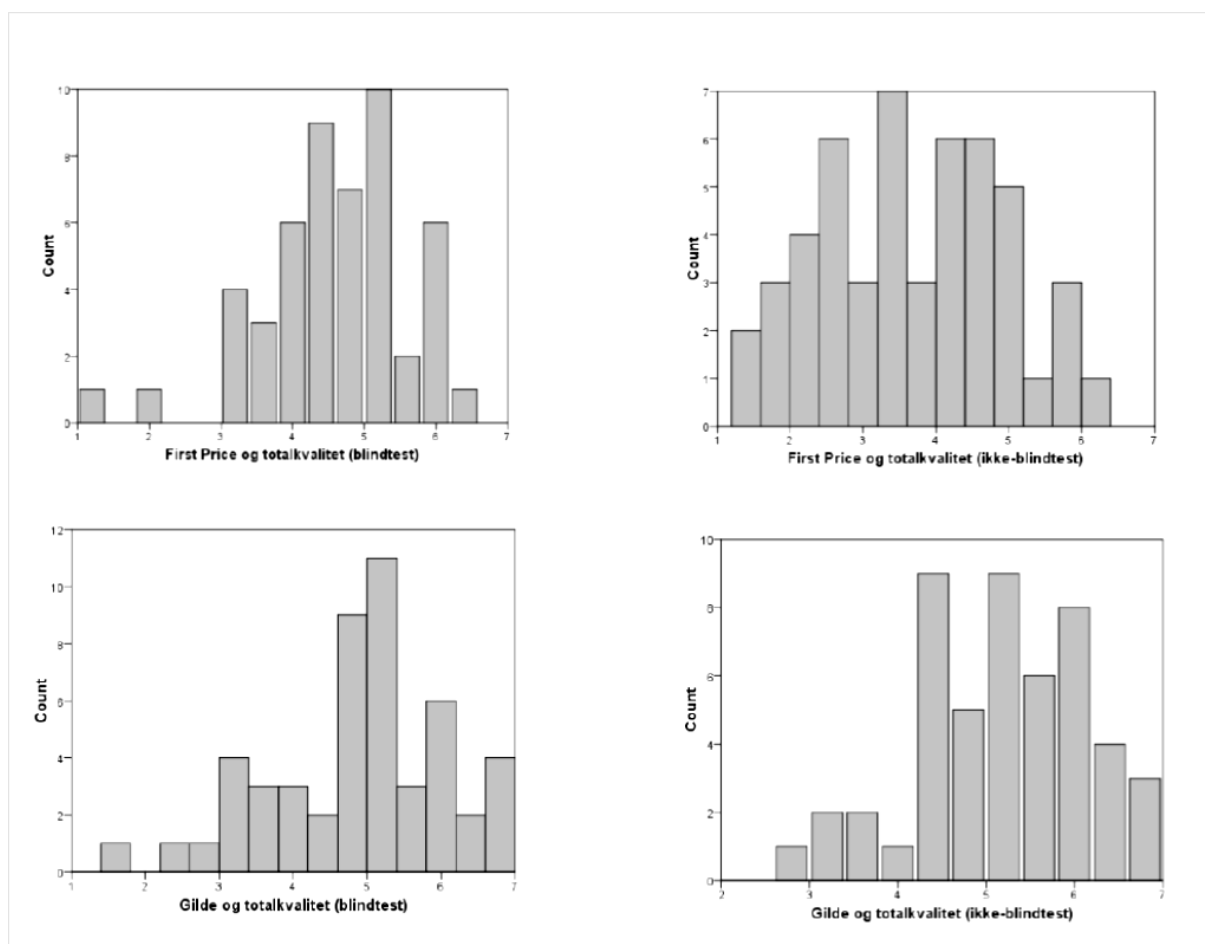 10
8
6
4
2
0
Count
1 2 3 4 5 6 7
First Price og totalkvalitet (blindtest)
7
6
5
4
3
2
1
0
Count
1 2 3 4 5 6 7
First Price og totalkvalitet (ikke-blindtest)
12
10
8
6
4
2
0
Count
1 2 3 4 5 6 7
Gilde og totalkvalitet (blindtest)
10
8
6
4
2
0
Count
2 3 4 5 6 7
Gilde og totalkvalitet (ikke-blindtest)